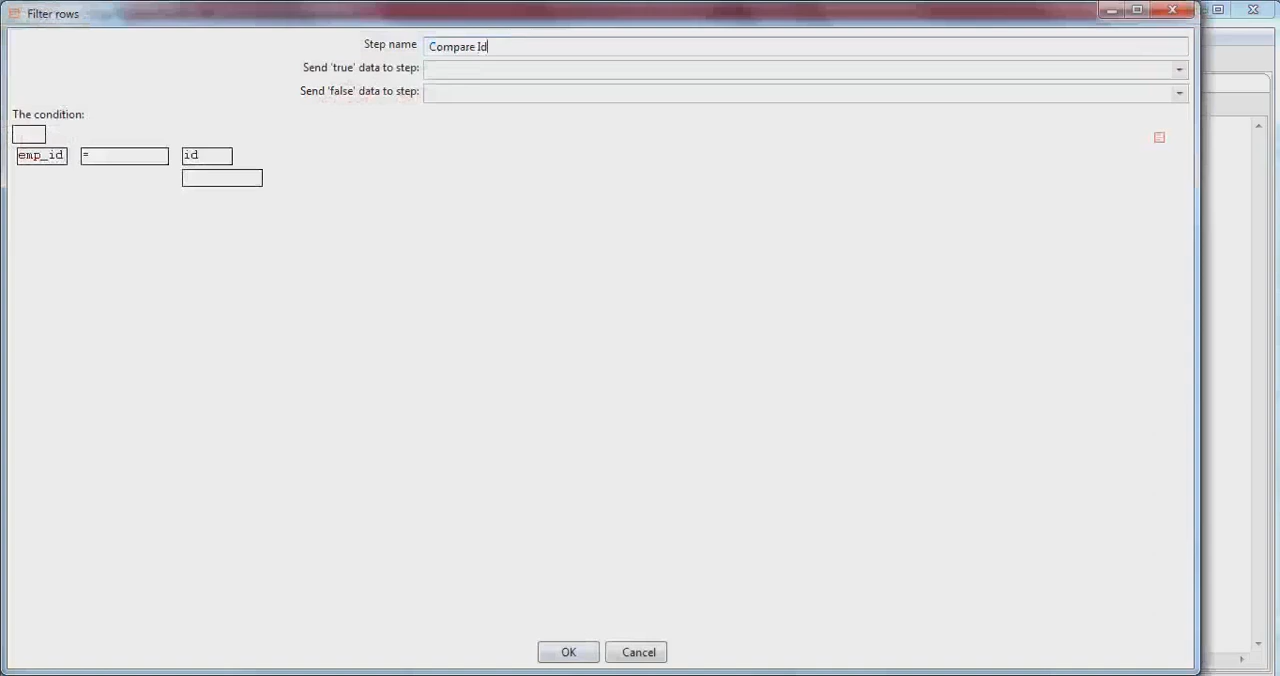 Filter rows
Step name Compare Id
Send 'true' data to step:
Send 'false' data to step:
The condition:
emp_id = id
OK Cancel